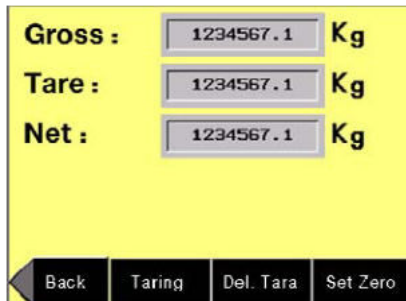 Gross : 1234567.1 Kg
Tare : 1234567.1 Kg
Net : 1234567.1 Kg
Back Taring Del. Tara Set Zero